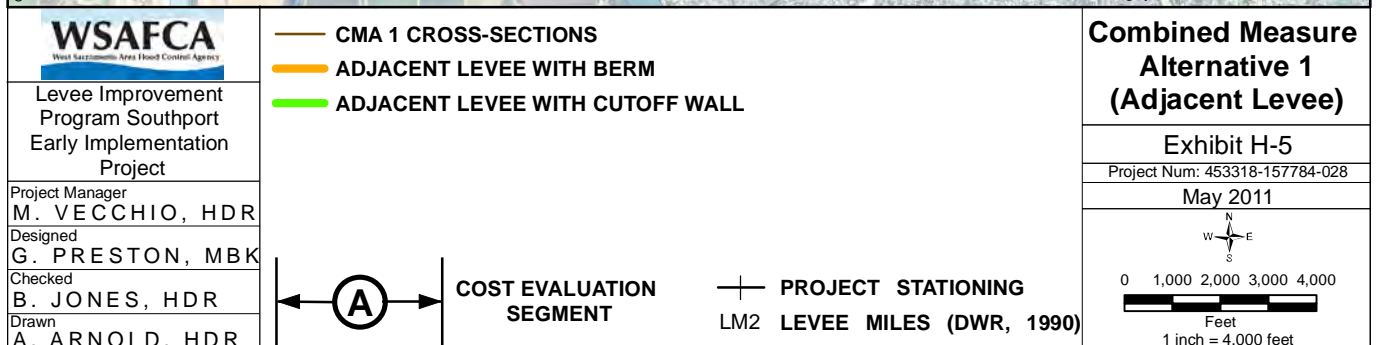 WSAFCA
West Sacramento Area Flood Control Agency
Levee Improvement
Program Southport
Early Implementation
Project
Project Manager
M. VECCHIO, HDR
Designed
G. PRESTON, MBK
Checked
B. JONES, HDR
Drawn
A. ARNOLD, HDR
CMA 1 CROSS-SECTIONS
ADJACENT LEVEE WITH BERM
ADJACENT LEVEE WITH CUTOFF WALL
A
COST EVALUATION
SEGMENT
PROJECT STATIONING
LM2 LEVEE MILES (DWR, 1990)
Combined Measure
Alternative 1
(Adjacent Levee)
Exhibit H-5
Project Num: 453318-157784-028
May 2011
N
W E
S
0 1,000 2,000 3,000 4,000
Feet
1 inch = 4,000 feet